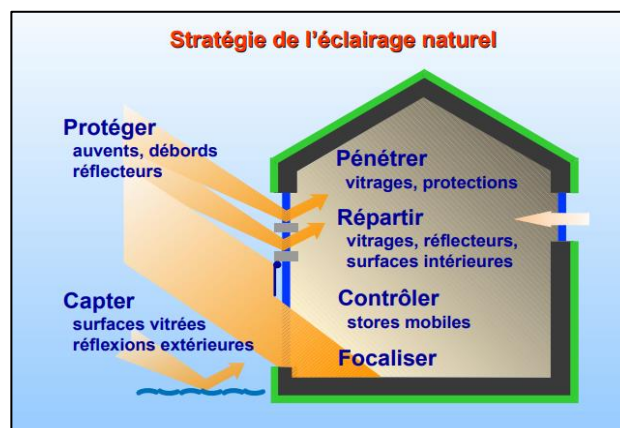 Stratégie de l'éclairage naturel
Protéger
auvents, débords
réflecteurs
Capter
surfaces vitrées
réflexions extérieures
Pénétrer
vitrages, protections
Répartir
vitrages, réflecteurs,
surfaces intérieures
Contrôler
stores mobiles
Focaliser